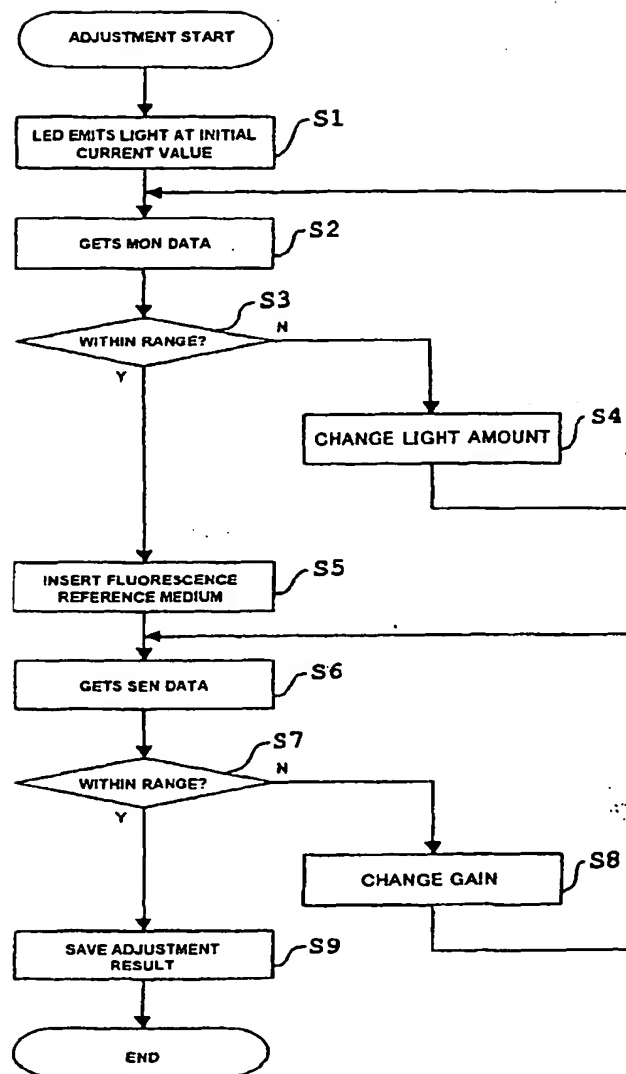 ADJUSTMENT START
LED EMITS LIGHT AT INITIAL
CURRENT VALUE
S1
GETS MON DATA
S2
WITHIN RANGE?
S3
N
Y
CHANGE LIGHT AMOUNT
S4
INSERT FLUORESCENCE
REFERENCE MEDIUM
S5
GETS SEN DATA
S6
WITHIN RANGE?
S7
N
Y
CHANGE GAIN
S8
SAVE ADJUSTMENT
RESULT
S9
END